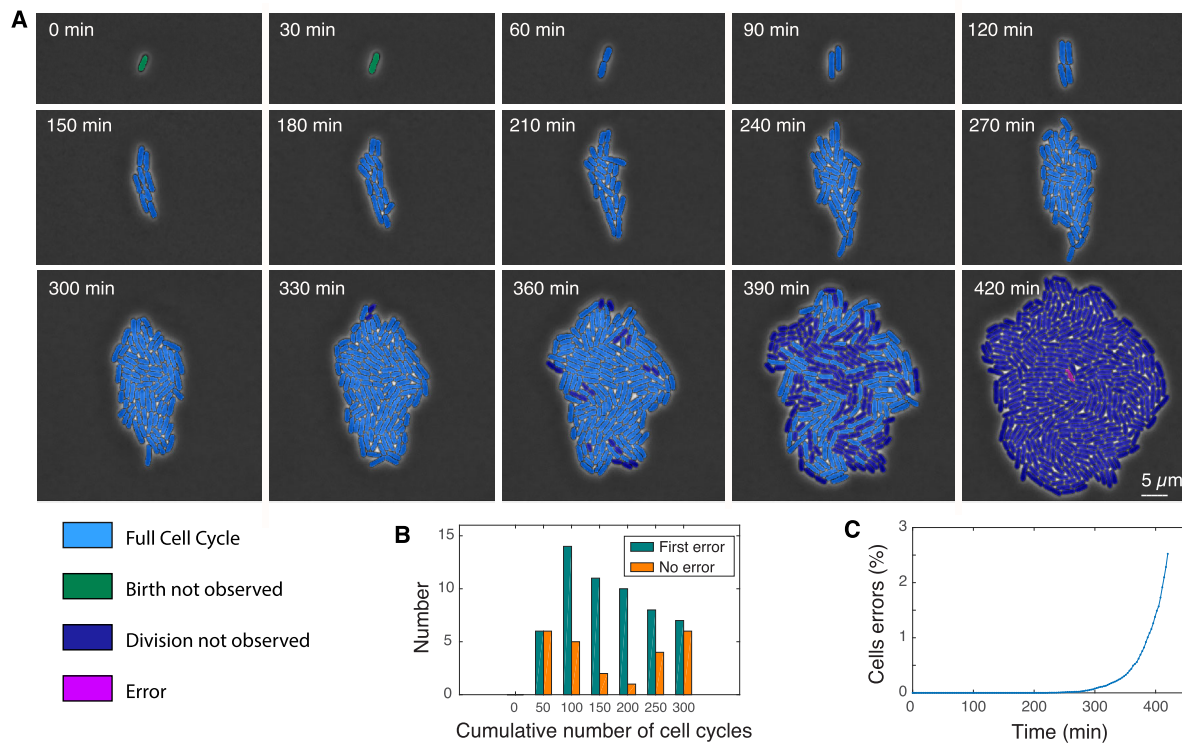 A
0 min
30 min
60 min
90 min
120 min
150 min
180 min
210 min
240 min
270 min
300 min
330 min
360 min
390 min
420 min
5 µm
Full Cell Cycle
Birth not observed
Division not observed
Error
B
15
10
5
0
Number
First error
No error
0 50 100 150 200 250 300
Cumulative number of cell cycles
C
3
2
1
0
Cells errors (%)
0 100 200 300 400
Time (min)